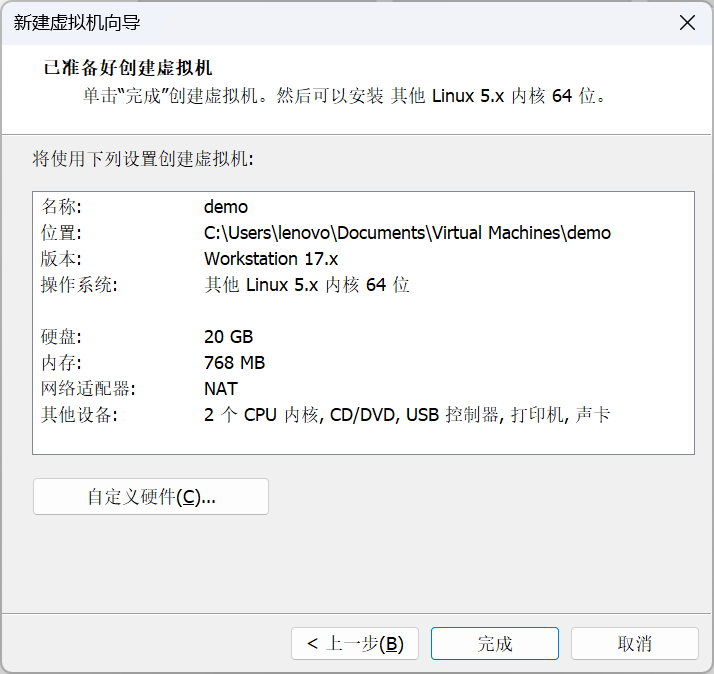 新建虚拟机向导
已准备好创建虚拟机
单击“完成”创建虚拟机。然后可以安装 其他 Linux 5.x 内核 64 位。
将使用下列设置创建虚拟机:
名称: demo
位置: C:\Users\lenovo\Documents\Virtual Machines\demo
版本: Workstation 17.x
操作系统: 其他 Linux 5.x 内核 64 位
硬盘: 20 GB
内存: 768 MB
网络适配器: NAT
其他设备: 2 个 CPU 内核, CD/DVD, USB 控制器, 打印机, 声卡
自定义硬件(C)...
< 上一步(B) 完成 取消